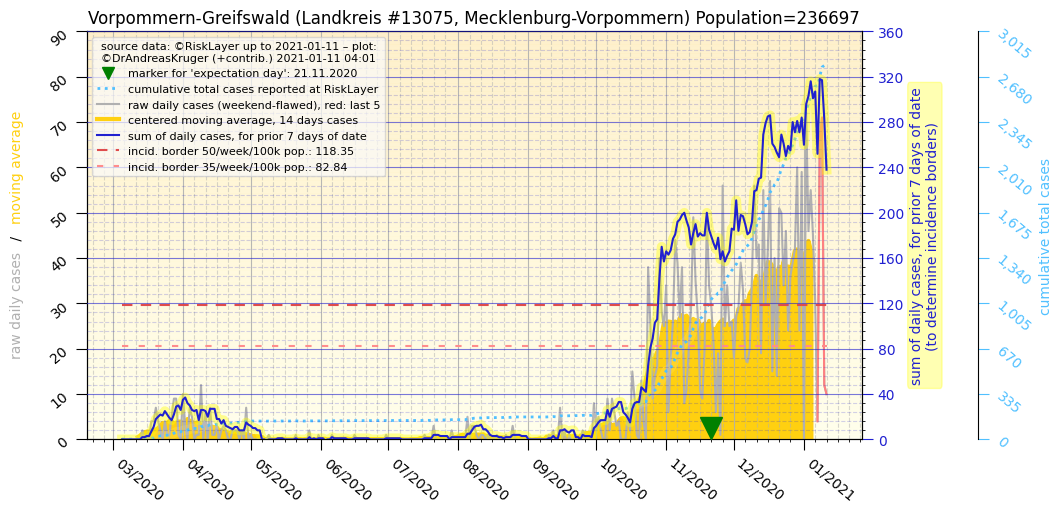 Vorpommern-Greifswald (Landkreis #13075, Mecklenburg-Vorpommern) Population=236697
source data: ©RiskLayer up to 2021-01-11 – plot:
©DrAndreasKruger (+contrib.) 2021-01-11 04:01
marker for 'expectation day': 21.11.2020
cumulative total cases reported at RiskLayer
raw daily cases (weekend-flawed), red: last 5
centered moving average, 14 days cases
sum of daily cases, for prior 7 days of date
incid. border 50/week/100k pop.: 118.35
incid. border 35/week/100k pop.: 82.84
raw daily cases / moving average
90
80
70
60
50
40
30
20
10
0
03/2020
04/2020
05/2020
06/2020
07/2020
08/2020
09/2020
10/2020
11/2020
12/2020
01/2021
360
320
280
240
200
160
120
80
40
0
sum of daily cases, for prior 7 days of date
(to determine incidence borders)
3,015
2,680
2,345
2,010
1,675
1,340
1,005
670
335
0
cumulative total cases